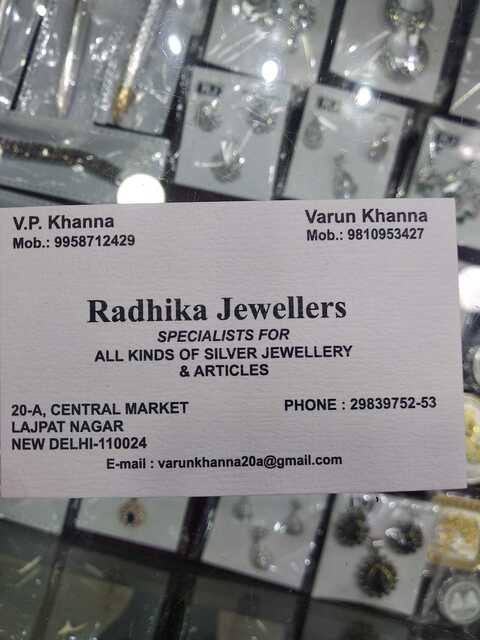 V.P. Khanna
Mob.: 9958712429
Varun Khanna
Mob.: 9810953427
Radhika Jewellers
SPECIALISTS FOR
ALL KINDS OF SILVER JEWELLERY
& ARTICLES
20-A, CENTRAL MARKET
LAJPAT NAGAR
NEW DELHI-110024
PHONE : 29839752-53
E-mail : varunkhanna20a@gmail.com